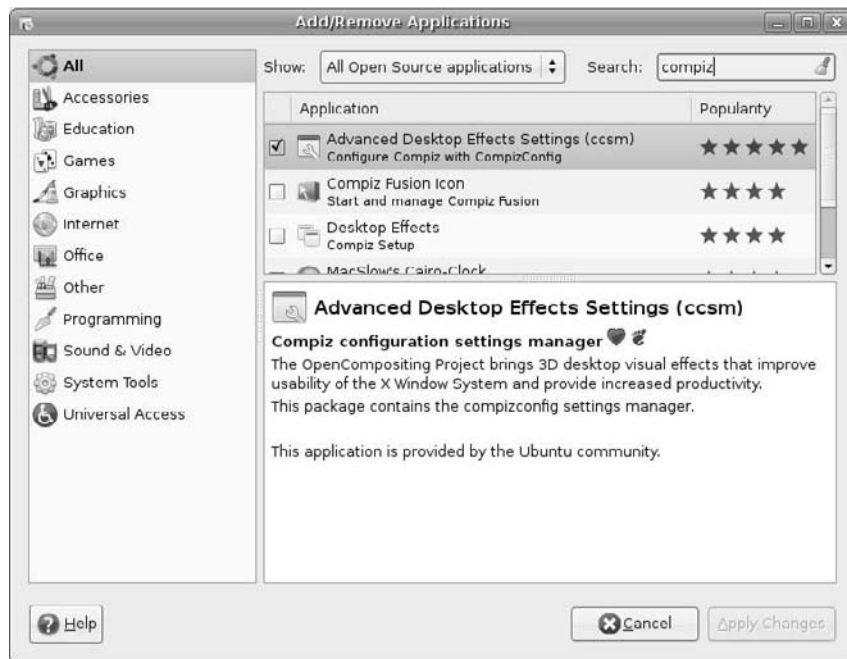 Add/Remove Applications
All
Accessories
Education
Games
Graphics
Internet
Office
Other
Programming
Sound & Video
System Tools
Universal Access
Show: All Open Source applications Search: compiz
Application Popularity
Advanced Desktop Effects Settings (ccsm)
Configure Compiz with CompizConfig
Compiz Fusion Icon
Start and manage Compiz Fusion
Desktop Effects
Compiz Setup
MacSlow's Cairo-Clock
Advanced Desktop Effects Settings (ccsm)
Compiz configuration settings manager
The OpenCompositing Project brings 3D desktop visual effects that improve
usability of the X Window System and provide increased productivity.
This package contains the compizconfig settings manager.
This application is provided by the Ubuntu community.
Help Cancel Apply Changes